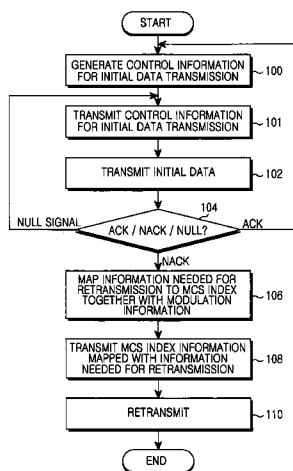 START
GENERATE CONTROL INFORMATION
FOR INITIAL DATA TRANSMISSION
100
TRANSMIT CONTROL INFORMATION
FOR INITIAL DATA TRANSMISSION
101
TRANSMIT INITIAL DATA
102
104
NULL SIGNAL
ACK / NACK / NULL?
ACK
NACK
MAP INFORMATION NEEDED FOR
RETRANSMISSION TO MCS INDEX
TOGETHER WITH MODULATION
INFORMATION
106
TRANSMIT MCS INDEX INFORMATION
MAPPED WITH INFORMATION
NEEDED FOR RETRANSMISSION
108
RETRANSMIT
110
END